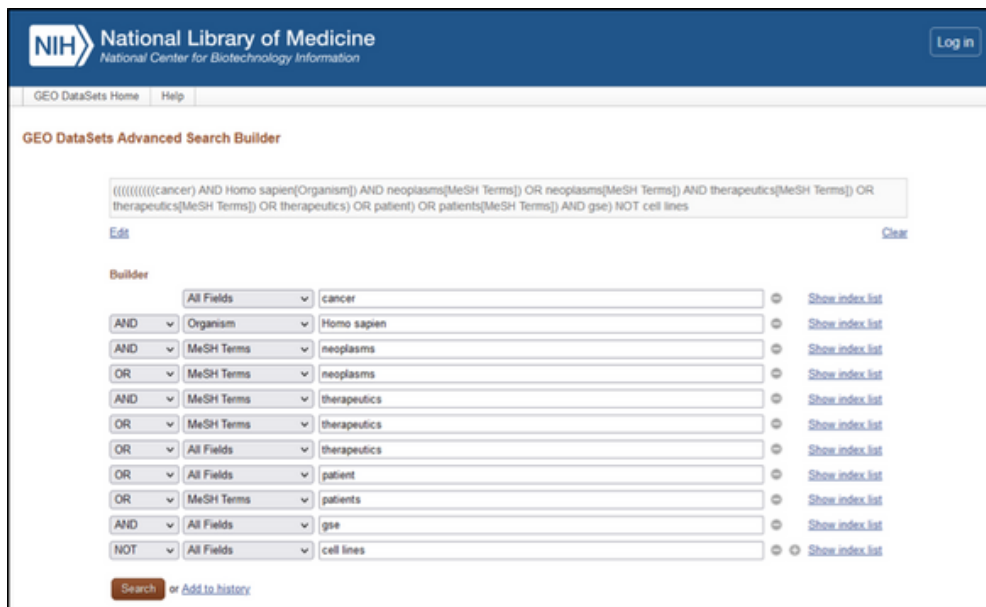 NIH National Library of Medicine
National Center for Biotechnology Information
Log in
GEO DataSets Home Help
GEO DataSets Advanced Search Builder
((((((((((cancer) AND Homo sapien[Organism]) AND neoplasms[MeSH Terms]) OR neoplasms[MeSH Terms]) AND therapeutics[MeSH Terms]) OR
therapeutics[MeSH Terms]) OR therapeutics) OR patient) OR patients[MeSH Terms]) AND gse) NOT cell lines
Edit Clear
Builder
All Fields cancer Show index list
AND Organism Homo sapien Show index list
AND MeSH Terms neoplasms Show index list
OR MeSH Terms neoplasms Show index list
AND MeSH Terms therapeutics Show index list
OR MeSH Terms therapeutics Show index list
OR All Fields therapeutics Show index list
OR All Fields patient Show index list
OR MeSH Terms patients Show index list
AND All Fields gse Show index list
NOT All Fields cell lines Show index list
Search or Add to history